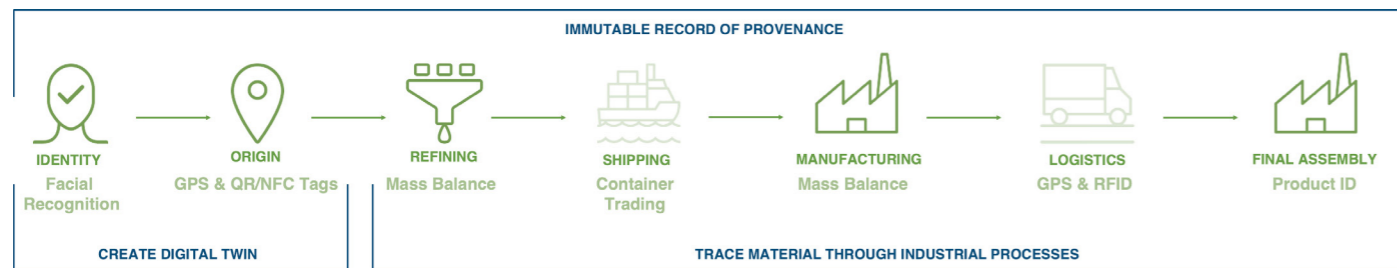 IMMUTABLE RECORD OF PROVENANCE
IDENTITY
Facial
Recognition
ORIGIN
GPS & QR/NFC Tags
REFINING
Mass Balance
SHIPPING
Container
Trading
MANUFACTURING
Mass Balance
LOGISTICS
GPS & RFID
FINAL ASSEMBLY
Product ID
CREATE DIGITAL TWIN
TRACE MATERIAL THROUGH INDUSTRIAL PROCESSES